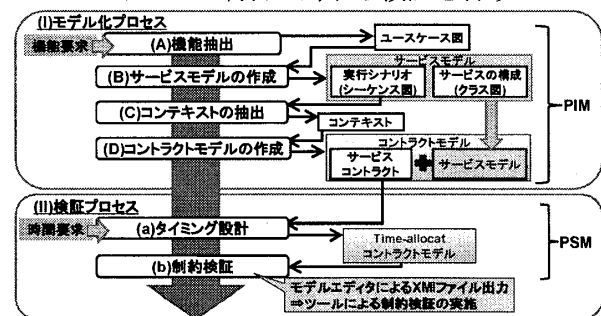 (I)モデル化プロセス
機能要求
(A)機能抽出
ユースケース図
(B)サービスモデルの作成
サービスモデル
実行シナリオ
(シーケンス図)
サービスの構成
(クラス図)
(C)コンテキストの抽出
コンテキスト
PIM
(D)コントラクトモデルの作成
コントラクトモデル
サービス
コントラクト
サービスモデル
(II)検証プロセス
時間要求
(a)タイミング設計
Time-allocat
コントラクトモデル
PSM
(b)制約検証
モデルエディタによるXMIファイル出力
⇒ツールによる制約検証の実施